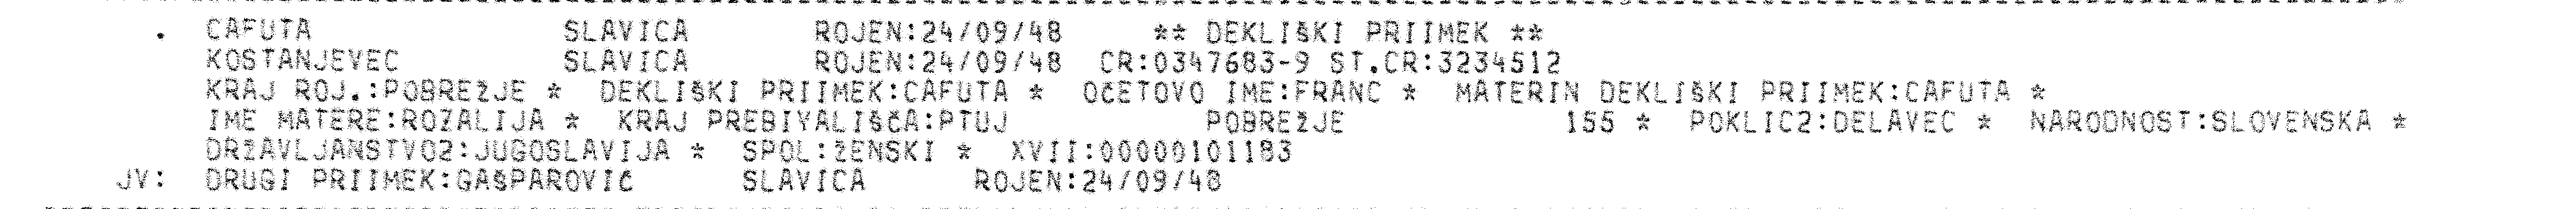 . CAFUTA SLAVICA ROJEN:24/09/48 ** DEKLIŠKI PRIIMEK **
KOSTANJEVEC SLAVICA ROJEN:24/09/48 CR:0347683-9 ST.CR:3234512
KRAJ ROJ.:POBREŽJE * DEKLIŠKI PRIIMEK:CAFUTA * OČETOVO IME:FRANC * MATERIN DEKLIŠKI PRIIMEK:CAFUTA *
IME MATERE:ROZALIJA * KRAJ PREBIVALIŠČA:PTUJ POBREŽJE 155 * POKLIC2:DELAVEC * NARODNOST:SLOVENSKA *
DRŽAVLJANSTVO2:JUGOSLAVIJA * SPOL:ŽENSKI * XVII:00000101183
JV: DRUGI PRIIMEK:GAŠPAROVIČ SLAVICA ROJEN:24/09/48